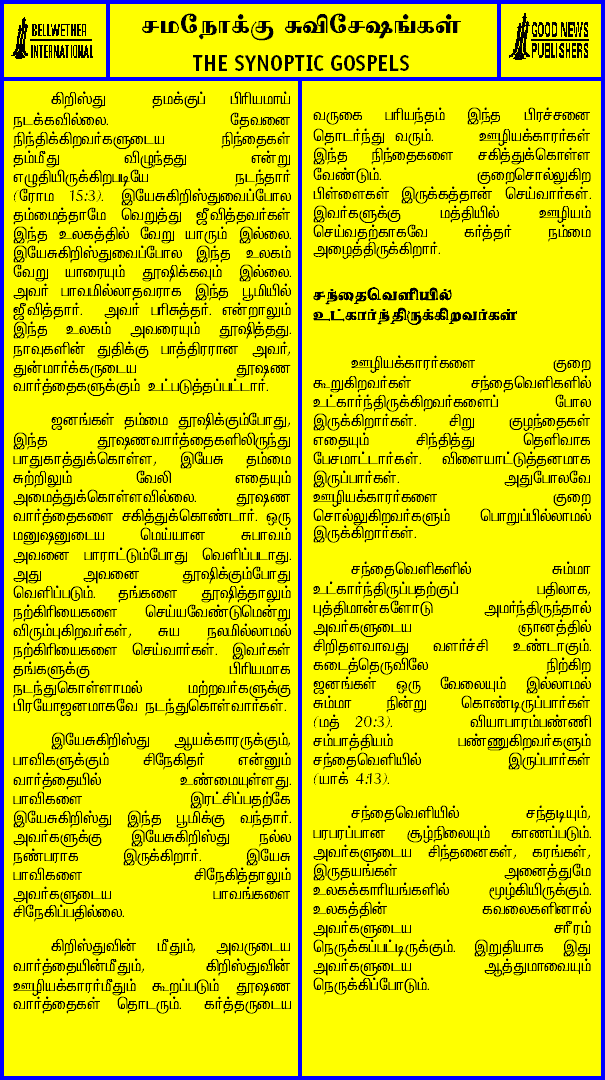 BELLWETHER
INTERNATIONAL
சமநோக்கு சுவிசேஷங்கள்
THE SYNOPTIC GOSPELS
GOOD NEWS
PUBLISHERS
கிறிஸ்து தமக்குப் பிரியமாய்
நடக்கவில்லை. தேவனை
நிந்திக்கிறவர்களுடைய நிந்தைகள்
தம்மீது விழுந்தது என்று
எழுதியிருக்கிறபடியே நடந்தார்
(ரோம 15:3). இயேசுகிறிஸ்துவைப்போல
தம்மைத்தாமே வெறுத்து ஜீவித்தவர்கள்
இந்த உலகத்தில் வேறு யாரும் இல்லை.
இயேசுகிறிஸ்துவைப்போல இந்த உலகம்
வேறு யாரையும் தூஷிக்கவும் இல்லை.
அவர் பாவமில்லாதவராக இந்த பூமியில்
ஜீவித்தார். அவர் பரிசுத்தர். என்றாலும்
இந்த உலகம் அவரையும் தூஷித்தது.
நாவுகளின் துதிக்கு பாத்திரரான அவர்,
துன்மார்க்கருடைய தூஷண
வார்த்தைகளுக்கும் உட்படுத்தப்பட்டார்.
ஜனங்கள் தம்மை தூஷிக்கும்போது,
இந்த தூஷணவார்த்தைகளிலிருந்து
பாதுகாத்துக்கொள்ள, இயேசு தம்மை
சுற்றிலும் வேலி எதையும்
அமைத்துக்கொள்ளவில்லை. தூஷண
வார்த்தைகளை சகித்துக்கொண்டார். ஒரு
மனுஷனுடைய மெய்யான சுபாவம்
அவனை பாராட்டும்போது வெளிப்படாது.
அது அவனை தூஷிக்கும்போது
வெளிப்படும். தங்களை தூஷித்தாலும்
நற்கிரியைகளை செய்யவேண்டுமென்று
விரும்புகிறவர்கள், சுய நலமில்லாமல்
நற்கிரியைகளை செய்வார்கள். இவர்கள்
தங்களுக்கு பிரியமாக
நடந்துகொள்ளாமல் மற்றவர்களுக்கு
பிரயோஜனமாகவே நடந்துகொள்வார்கள்.
இயேசுகிறிஸ்து ஆயக்காரருக்கும்,
பாவிகளுக்கும் சிநேகிதர் என்னும்
வார்த்தையில் உண்மையுள்ளது.
பாவிகளை இரட்சிப்பதற்கே
இயேசுகிறிஸ்து இந்த பூமிக்கு வந்தார்.
அவர்களுக்கு இயேசுகிறிஸ்து நல்ல
நண்பராக இருக்கிறார். இயேசு
பாவிகளை சிநேகித்தாலும்
அவர்களுடைய பாவங்களை
சிநேகிப்பதில்லை.
கிறிஸ்துவின் மீதும், அவருடைய
வார்த்தையின்மீதும், கிறிஸ்துவின்
ஊழியக்காரர்மீதும் கூறப்படும் தூஷண
வார்த்தைகள் தொடரும். கர்த்தருடைய
வருகை பரியந்தம் இந்த பிரச்சனை
தொடர்ந்து வரும். ஊழியக்காரர்கள்
இந்த நிந்தைகளை சகித்துக்கொள்ள
வேண்டும். குறைசொல்லுகிற
பிள்ளைகள் இருக்கத்தான் செய்வார்கள்.
இவர்களுக்கு மத்தியில் ஊழியம்
செய்வதற்காகவே கர்த்தர் நம்மை
அழைத்திருக்கிறார்.
சந்தைவெளியில்
உட்கார்ந்திருக்கிறவர்கள்
ஊழியக்காரர்களை குறை
கூறுகிறவர்கள் சந்தைவெளிகளில்
உட்கார்ந்திருக்கிறவர்களைப் போல
இருக்கிறார்கள். சிறு குழந்தைகள்
எதையும் சிந்தித்து தெளிவாக
பேசமாட்டார்கள். விளையாட்டுத்தனமாக
இருப்பார்கள். அதுபோலவே
ஊழியக்காரர்களை குறை
சொல்லுகிறவர்களும் பொறுப்பில்லாமல்
இருக்கிறார்கள்.
சந்தைவெளிகளில் சும்மா
உட்கார்ந்திருப்பதற்குப் பதிலாக,
புத்திமான்களோடு அமர்ந்திருந்தால்
அவர்களுடைய ஞானத்தில்
சிறிதளவாவது வளர்ச்சி உண்டாகும்.
கடைத்தெருவிலே நிற்கிற
ஜனங்கள் ஒரு வேலையும் இல்லாமல்
சும்மா நின்று கொண்டிருப்பார்கள்
(மத் 20:3). வியாபாரம்பண்ணி
சம்பாத்தியம் பண்ணுகிறவர்களும்
சந்தைவெளியில் இருப்பார்கள்
(யாக் 4:13).
சந்தைவெளியில் சந்தடியும்,
பரபரப்பான சூழ்நிலையும் காணப்படும்.
அவர்களுடைய சிந்தனைகள், கரங்கள்,
இருதயங்கள் அனைத்துமே
உலகக்காரியங்களில் மூழ்கியிருக்கும்.
உலகத்தின் கவலைகளினால்
அவர்களுடைய சரீரம்
நெருக்கப்பட்டிருக்கும். இறுதியாக இது
அவர்களுடைய ஆத்துமாவையும்
நெருக்கிப்போடும்.